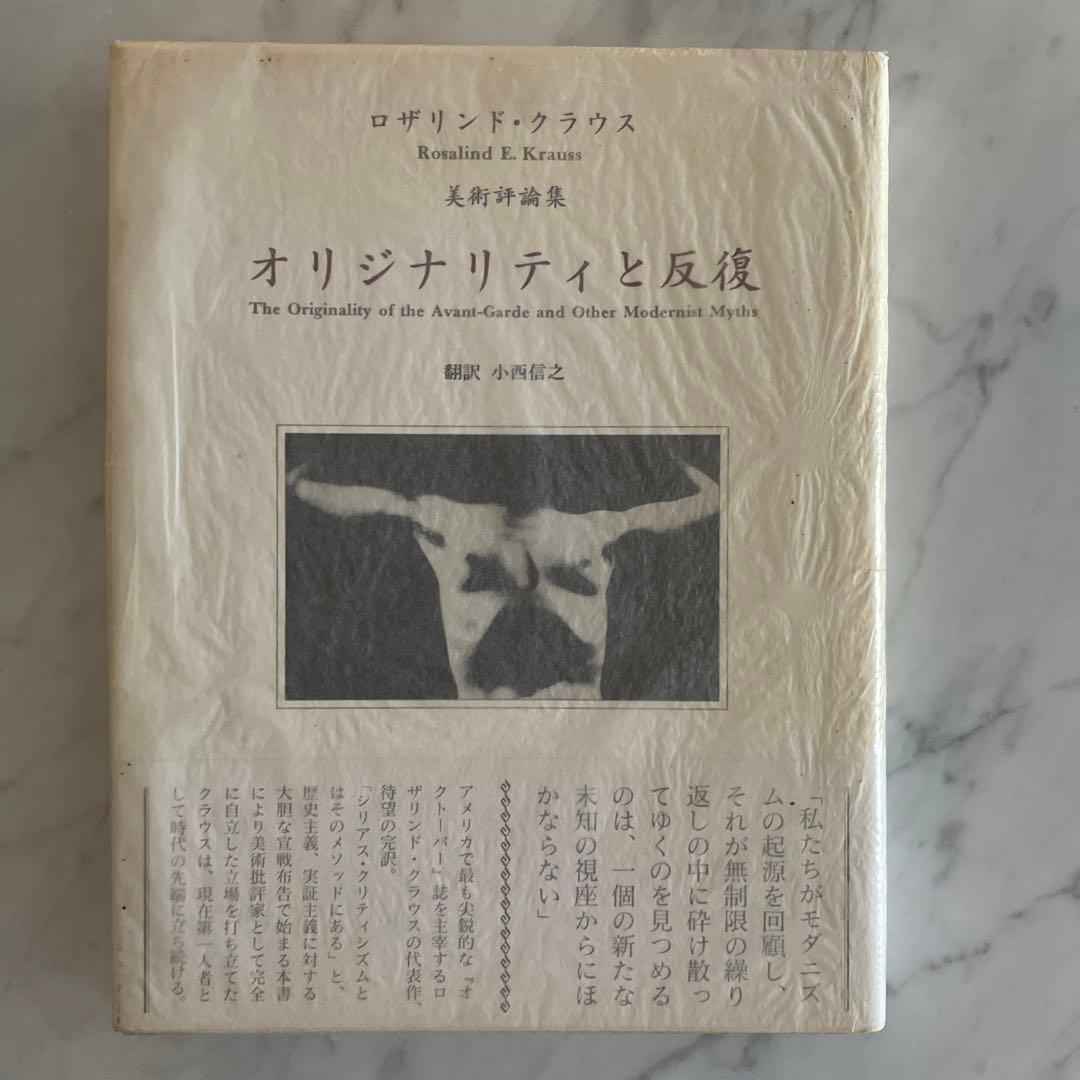 ロザリンド・クラウス
Rosalind E. Krauss
美術評論集
オリジナリティと反復
The Originality of the Avant-Garde and Other Modernist Myths
翻訳 小西信之
「私たちがモダニズ
ムの起源を回顧し、
それが無制限の繰り
返しの中に砕け散っ
てゆくのを見つめる
のは、一個の新たな
未知の視座からにほ
かならない」
アメリカで最も尖鋭的な『オ
クトーバー』誌を主宰するロ
ザリンド・クラウスの代表作、
待望の完訳。
「シリアス・クリティシズムと
はそのメソッドにある」と、
歴史主義、実証主義に対する
大胆な宣戦布告で始まる本書
により美術批評家として完全
に自立した立場を打ち立てた
クラウスは、現在第一人者と
して時代の先端に立ち続ける。